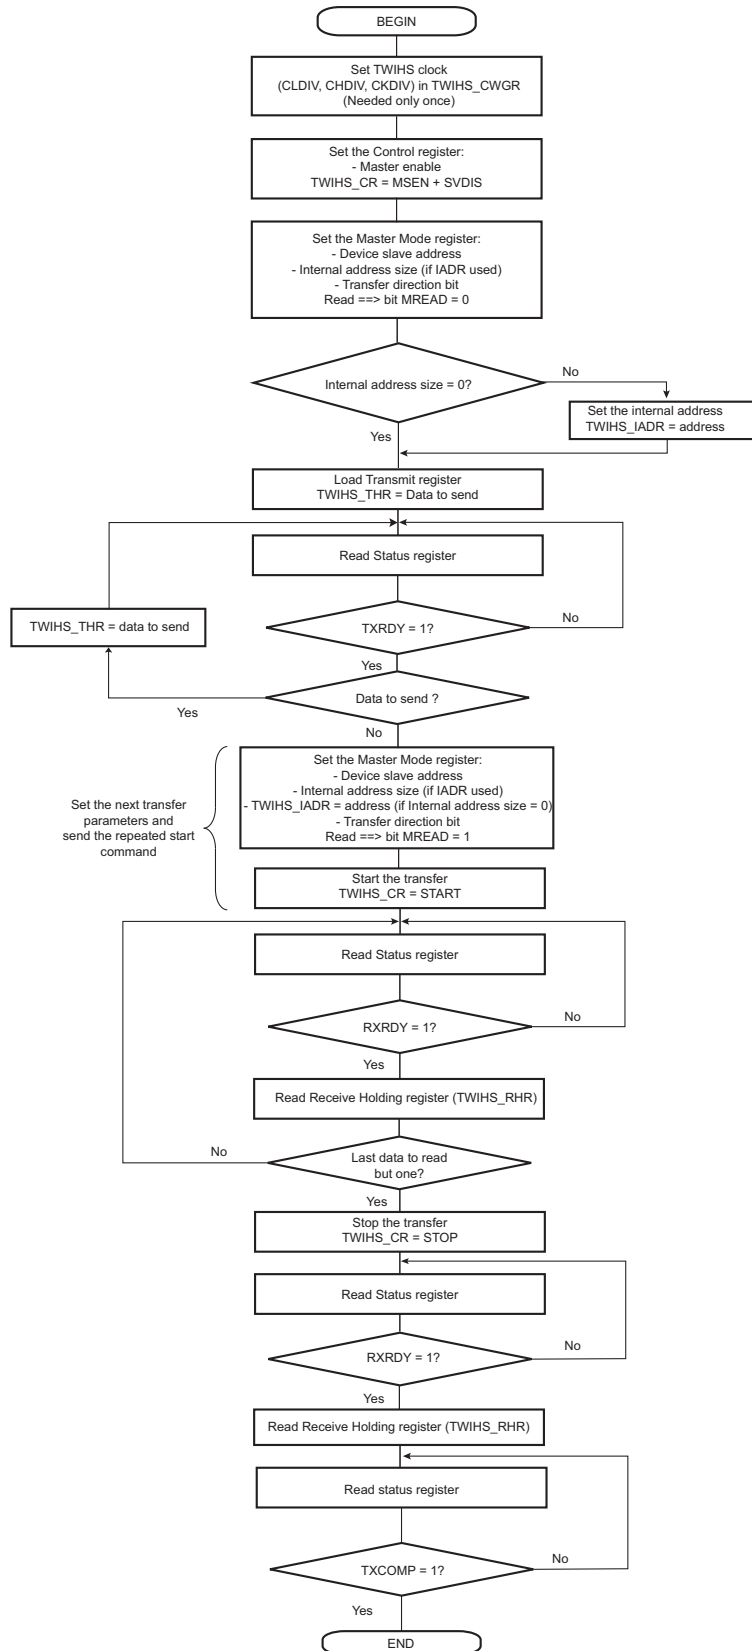 BEGIN
Set TWIHS clock
(CLDIV, CHDIV, CKDIV) in TWIHS_CWGR
(Needed only once)
Set the Control register:
- Master enable
TWIHS_CR = MSEN + SVDIS
Set the Master Mode register:
- Device slave address
- Internal address size (if IADR used)
- Transfer direction bit
Read ==> bit MREAD = 0
Internal address size = 0?
No
Set the internal address
TWIHS_IADR = address
Yes
Load Transmit register
TWIHS_THR = Data to send
Read Status register
TWIHS_THR = data to send
TXRDY = 1?
No
Yes
Data to send ?
Yes
No
Set the next transfer
parameters and
send the repeated start
command
Set the Master Mode register:
- Device slave address
- Internal address size (if IADR used)
- TWIHS_IADR = address (if Internal address size = 0)
- Transfer direction bit
Read ==> bit MREAD = 1
Start the transfer
TWIHS_CR = START
Read Status register
RXRDY = 1?
No
Yes
Read Receive Holding register (TWIHS_RHR)
No
Last data to read
but one?
Yes
Stop the transfer
TWIHS_CR = STOP
Read Status register
RXRDY = 1?
No
Yes
Read Receive Holding register (TWIHS_RHR)
Read status register
TXCOMP = 1?
No
Yes
END